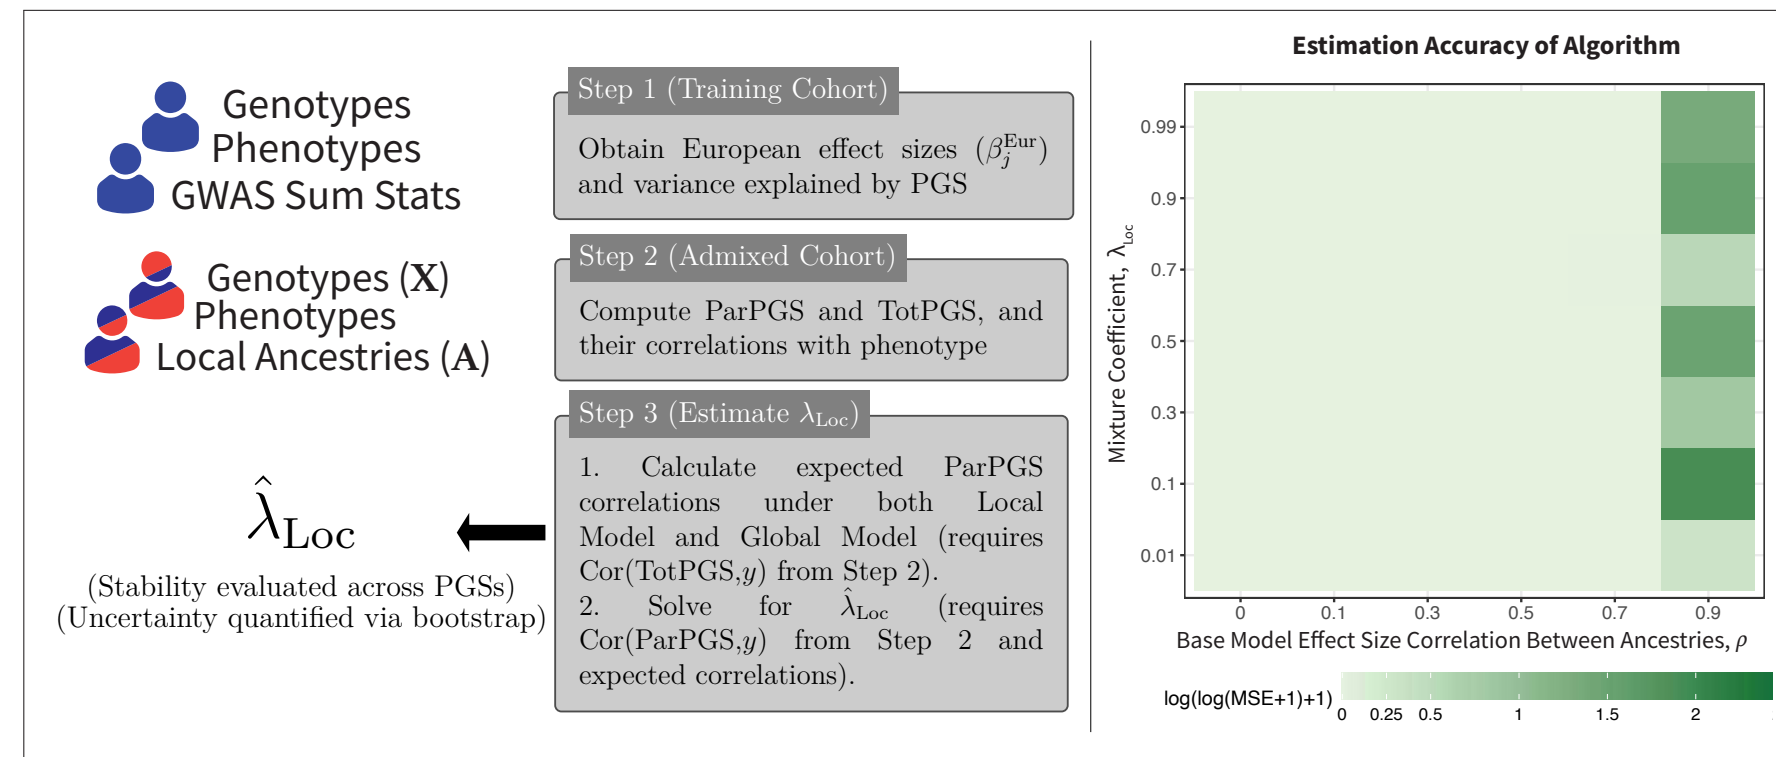 Genotypes
Phenotypes
GWAS Sum Stats
Genotypes (X)
Phenotypes
Local Ancestries (A)
λ̂_Loc
(Stability evaluated across PGSs)
(Uncertainty quantified via bootstrap)
Step 1 (Training Cohort)
Obtain European effect sizes (β_j^Eur)
and variance explained by PGS
Step 2 (Admixed Cohort)
Compute ParPGS and TotPGS, and
their correlations with phenotype
Step 3 (Estimate λ_Loc)
1. Calculate expected ParPGS
correlations under both Local
Model and Global Model (requires
Cor(TotPGS,y) from Step 2).
2. Solve for λ̂_Loc (requires
Cor(ParPGS,y) from Step 2 and
expected correlations).
Estimation Accuracy of Algorithm
Mixture Coefficient, λ_Loc
0.99
0.9
0.7
0.5
0.3
0.1
0.01
0 0.1 0.3 0.5 0.7 0.9
Base Model Effect Size Correlation Between Ancestries, ρ
log(log(MSE+1)+1)
0 0.25 0.5 1 1.5 2